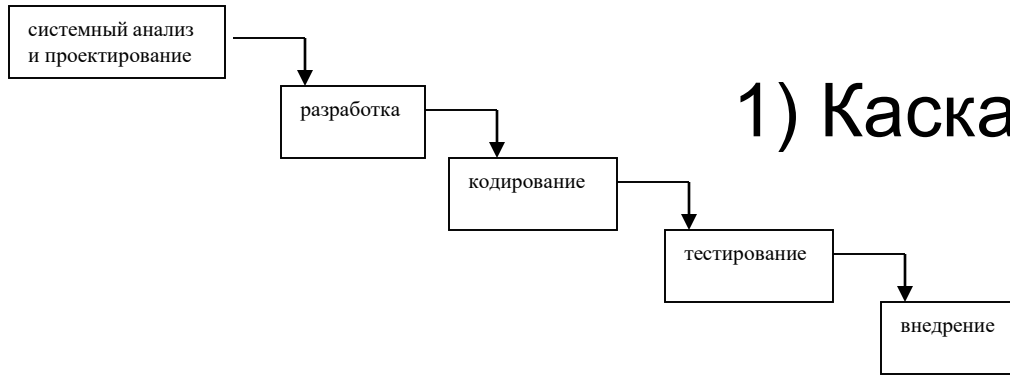 системный анализ
и проектирование
разработка
1) Каска
кодирование
тестирование
внедрение